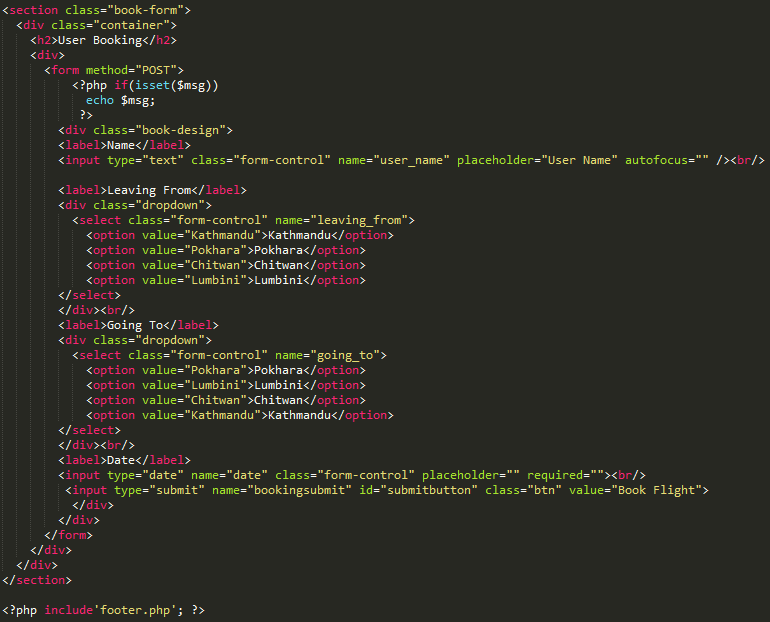 <section class="book-form">
  <div class="container">
    <h2>User Booking</h2>
    <div>
      <form method="POST">
          <?php if(isset($msg))
            echo $msg;
           ?>
        <div class="book-design">
        <label>Name</label>
        <input type="text" class="form-control" name="user_name" placeholder="User Name" autofocus="" /><br/>

        <label>Leaving From</label>
        <div class="dropdown">
          <select class="form-control" name="leaving_from">
            <option value="Kathmandu">Kathmandu</option>
            <option value="Pokhara">Pokhara</option>
            <option value="Chitwan">Chitwan</option>
            <option value="Lumbini">Lumbini</option>
        </select>
        </div><br/>
        <label>Going To</label>
        <div class="dropdown">
          <select class="form-control" name="going_to">
            <option value="Pokhara">Pokhara</option>
            <option value="Lumbini">Lumbini</option>
            <option value="Chitwan">Chitwan</option>
            <option value="Kathmandu">Kathmandu</option>
        </select>
        </div><br/>
        <label>Date</label>
        <input type="date" name="date" class="form-control" placeholder="" required=""><br/>
         <input type="submit" name="bookingsubmit" id="submitbutton" class="btn" value="Book Flight">
          </div>
        </div>
      </form>
    </div>
  </div>
</section>

<?php include'footer.php'; ?>